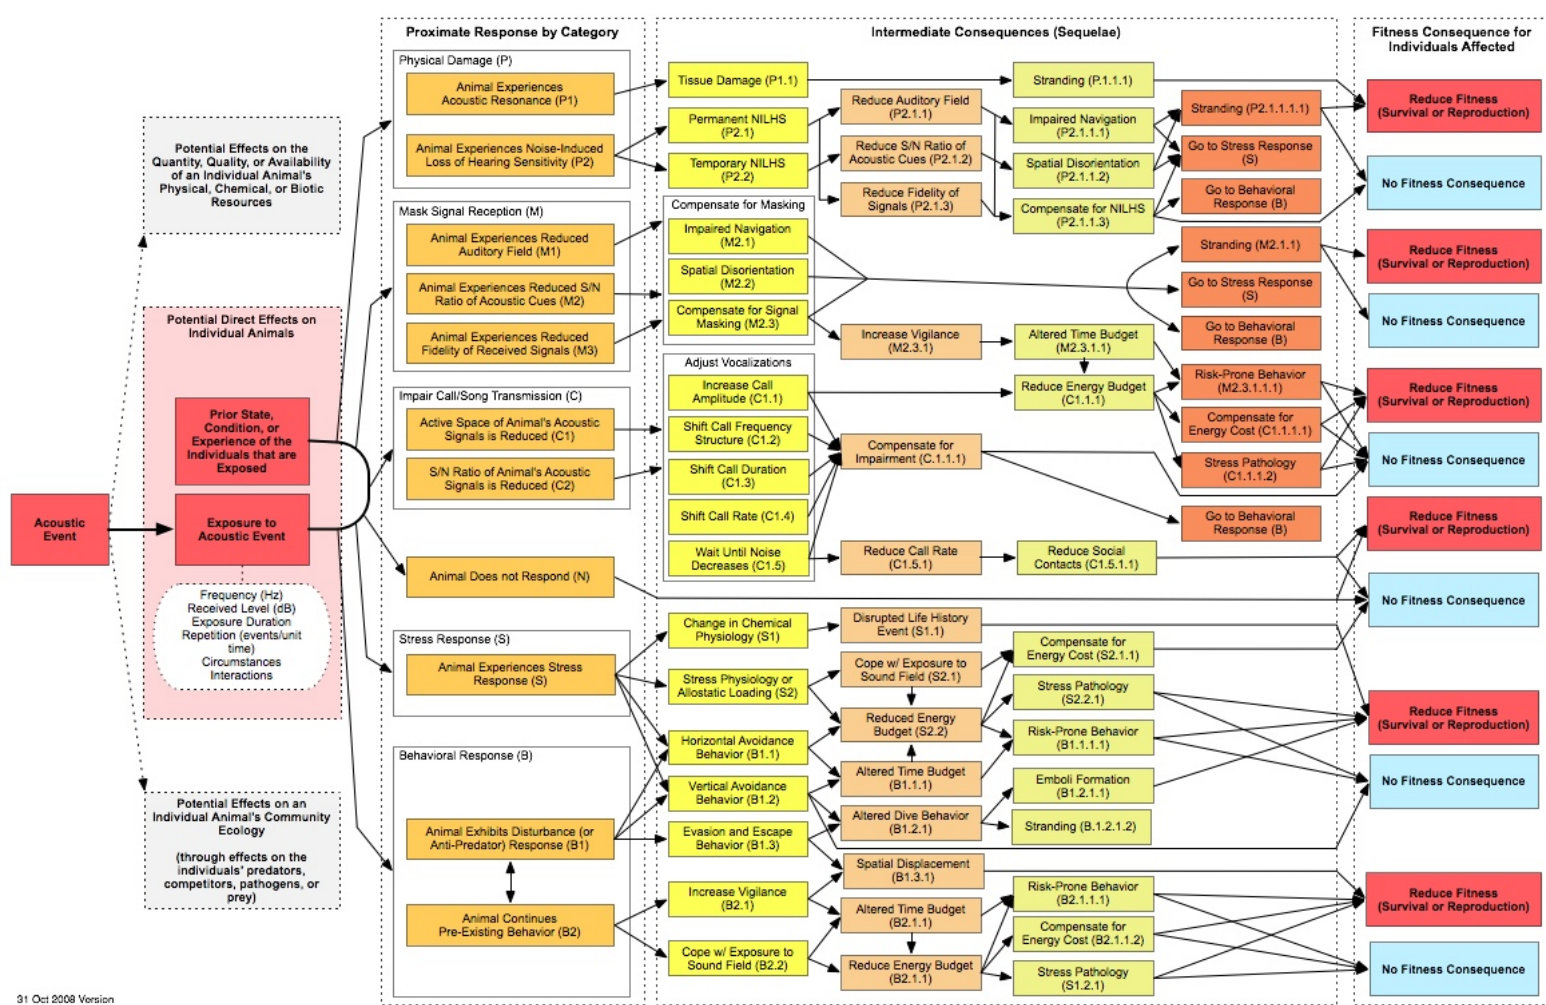 Proximate Response by Category
Intermediate Consequences (Sequelae)
Fitness Consequence for
Individuals Affected
Acoustic
Event
Potential Effects on the
Quantity, Quality, or Availability
of an Individual Animal's
Physical, Chemical, or Biotic
Resources
Potential Direct Effects on
Individual Animals
Prior State,
Condition, or
Experience of the
Individuals that are
Exposed
Exposure to
Acoustic Event
Frequency (Hz)
Received Level (dB)
Exposure Duration
Repetition (events/unit
time)
Circumstances
Interactions
Potential Effects on an
Individual Animal's Community
Ecology
(through effects on the
individuals' predators,
competitors, pathogens, or
prey)
Physical Damage (P)
Animal Experiences
Acoustic Resonance (P1)
Animal Experiences Noise-Induced
Loss of Hearing Sensitivity (P2)
Mask Signal Reception (M)
Animal Experiences Reduced
Auditory Field (M1)
Animal Experiences Reduced S/N
Ratio of Acoustic Cues (M2)
Animal Experiences Reduced
Fidelity of Received Signals (M3)
Impair Call/Song Transmission (C)
Active Space of Animal's Acoustic
Signals is Reduced (C1)
S/N Ratio of Animal's Acoustic
Signals is Reduced (C2)
Animal Does not Respond (N)
Stress Response (S)
Animal Experiences Stress
Response (S)
Behavioral Response (B)
Animal Exhibits Disturbance (or
Anti-Predator) Response (B1)
Animal Continues
Pre-Existing Behavior (B2)
Tissue Damage (P1.1)
Permanent NILHS
(P2.1)
Temporary NILHS
(P2.2)
Compensate for Masking
Impaired Navigation
(M2.1)
Spatial Disorientation
(M2.2)
Compensate for Signal
Masking (M2.3)
Adjust Vocalizations
Increase Call
Amplitude (C1.1)
Shift Call Frequency
Structure (C1.2)
Shift Call Duration
(C1.3)
Shift Call Rate (C1.4)
Wait Until Noise
Decreases (C1.5)
Change in Chemical
Physiology (S1)
Stress Physiology or
Allostatic Loading (S2)
Horizontal Avoidance
Behavior (B1.1)
Vertical Avoidance
Behavior (B1.2)
Evasion and Escape
Behavior (B1.3)
Increase Vigilance
(B2.1)
Cope w/ Exposure to
Sound Field (B2.2)
Reduce Auditory Field
(P2.1.1)
Reduce S/N Ratio of
Acoustic Cues (P2.1.2)
Reduce Fidelity of
Signals (P2.1.3)
Increase Vigilance
(M2.3.1)
Compensate for
Impairment (C.1.1.1)
Reduce Call Rate
(C1.5.1)
Disrupted Life History
Event (S1.1)
Cope w/ Exposure to
Sound Field (S2.1)
Reduced Energy
Budget (S2.2)
Altered Time Budget
(B1.1.1)
Altered Dive Behavior
(B1.2.1)
Spatial Displacement
(B1.3.1)
Altered Time Budget
(B2.1.1)
Reduce Energy Budget
(B2.1.1)
Stranding (P.1.1.1)
Impaired Navigation
(P2.1.1.1)
Spatial Disorientation
(P2.1.1.2)
Compensate for NILHS
(P2.1.1.3)
Altered Time Budget
(M2.3.1.1)
Reduce Energy Budget
(C1.1.1)
Reduce Social
Contacts (C1.5.1.1)
Compensate for
Energy Cost (S2.1.1)
Stress Pathology
(S2.2.1)
Risk-Prone Behavior
(B1.1.1.1)
Emboli Formation
(B1.2.1.1)
Stranding (B.1.2.1.2)
Risk-Prone Behavior
(B2.1.1.1)
Compensate for
Energy Cost (B2.1.1.2)
Stress Pathology
(S1.2.1)
Stranding (P2.1.1.1.1)
Go to Stress Response
(S)
Go to Behavioral
Response (B)
Stranding (M2.1.1)
Go to Stress Response
(S)
Go to Behavioral
Response (B)
Risk-Prone Behavior
(M2.3.1.1.1)
Compensate for
Energy Cost (C1.1.1.1)
Stress Pathology
(C1.1.1.2)
Go to Behavioral
Response (B)
Reduce Fitness
(Survival or Reproduction)
No Fitness Consequence
Reduce Fitness
(Survival or Reproduction)
No Fitness Consequence
Reduce Fitness
(Survival or Reproduction)
No Fitness Consequence
Reduce Fitness
(Survival or Reproduction)
No Fitness Consequence
Reduce Fitness
(Survival or Reproduction)
No Fitness Consequence
Reduce Fitness
(Survival or Reproduction)
No Fitness Consequence
31 Oct 2008 Version